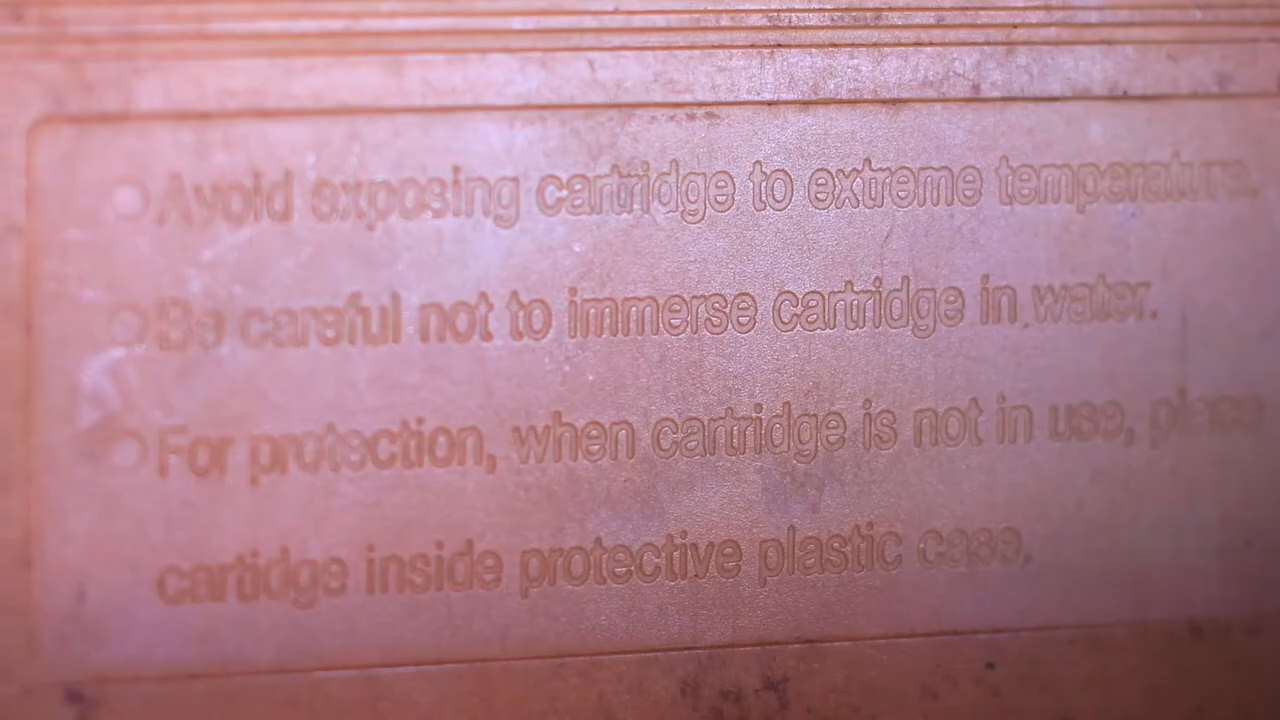 Avoid exposing cartridge to extreme temperature.
Be careful not to immerse cartridge in water.
For protection, when cartridge is not in use, place
cartidge inside protective plastic case.